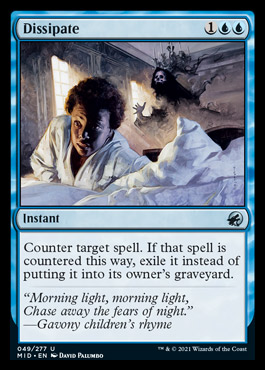 Dissipate 1
Instant
Counter target spell. If that spell is
countered this way, exile it instead of
putting it into its owner's graveyard.
"Morning light, morning light,
Chase away the fears of night."
—Gavony children's rhyme
049/277 U
MID • EN DAVID PALUMBO
™ & © 2021 Wizards of the Coast